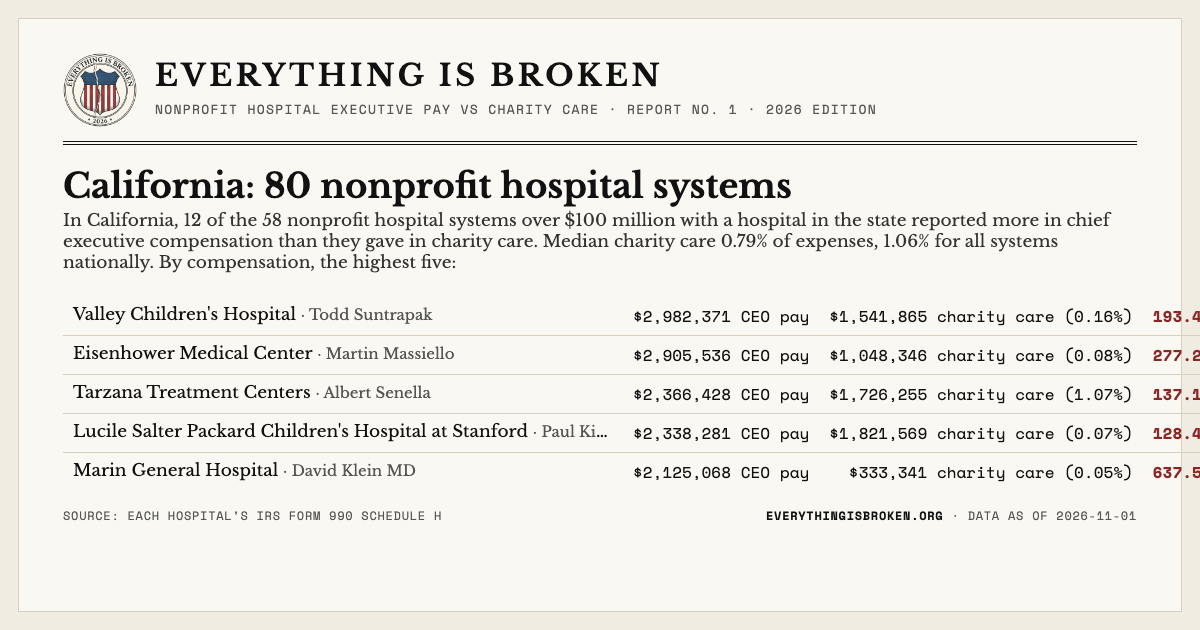 EVERYTHING IS BROKEN
· 2026 ·
EVERYTHING IS BROKEN
NONPROFIT HOSPITAL EXECUTIVE PAY VS CHARITY CARE · REPORT NO. 1 · 2026 EDITION
California: 80 nonprofit hospital systems
In California, 12 of the 58 nonprofit hospital systems over $100 million with a hospital in the state reported more in chief
executive compensation than they gave in charity care. Median charity care 0.79% of expenses, 1.06% for all systems
nationally. By compensation, the highest five:
Valley Children's Hospital · Todd Suntrapak $2,982,371 CEO pay $1,541,865 charity care (0.16%) 193.4
Eisenhower Medical Center · Martin Massiello $2,905,536 CEO pay $1,048,346 charity care (0.08%) 277.2
Tarzana Treatment Centers · Albert Senella $2,366,428 CEO pay $1,726,255 charity care (1.07%) 137.1
Lucile Salter Packard Children's Hospital at Stanford · Paul Ki... $2,338,281 CEO pay $1,821,569 charity care (0.07%) 128.4
Marin General Hospital · David Klein MD $2,125,068 CEO pay $333,341 charity care (0.05%) 637.5
SOURCE: EACH HOSPITAL'S IRS FORM 990 SCHEDULE H EVERYTHINGISBROKEN.ORG · DATA AS OF 2026-11-01